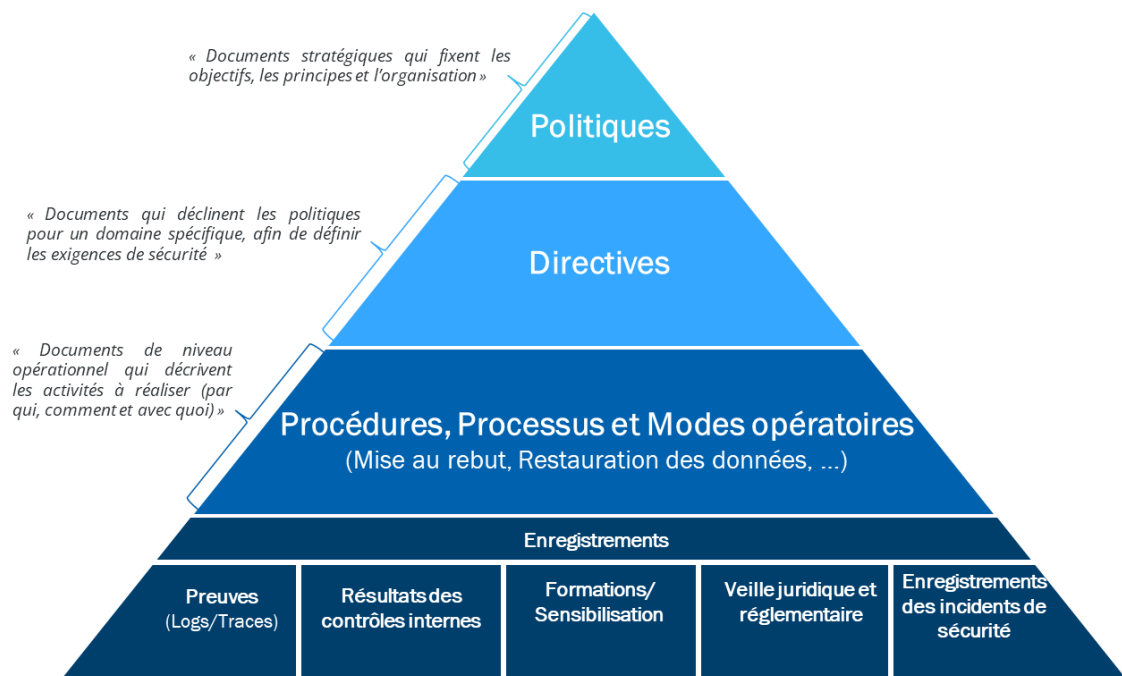 « Documents stratégiques qui fixent les
objectifs, les principes et l'organisation »
Politiques
« Documents qui déclinent les politiques
pour un domaine spécifique, afin de définir
les exigences de sécurité »
Directives
« Documents de niveau
opérationnel qui décrivent
les activités à réaliser (par
qui, comment et avec quoi) »
Procédures, Processus et Modes opératoires
(Mise au rebut, Restauration des données, ...)
Enregistrements
Preuves
(Logs/Traces)
Résultats des
contrôles internes
Formations/
Sensibilisation
Veille juridique et
réglementaire
Enregistrements
des incidents de
sécurité